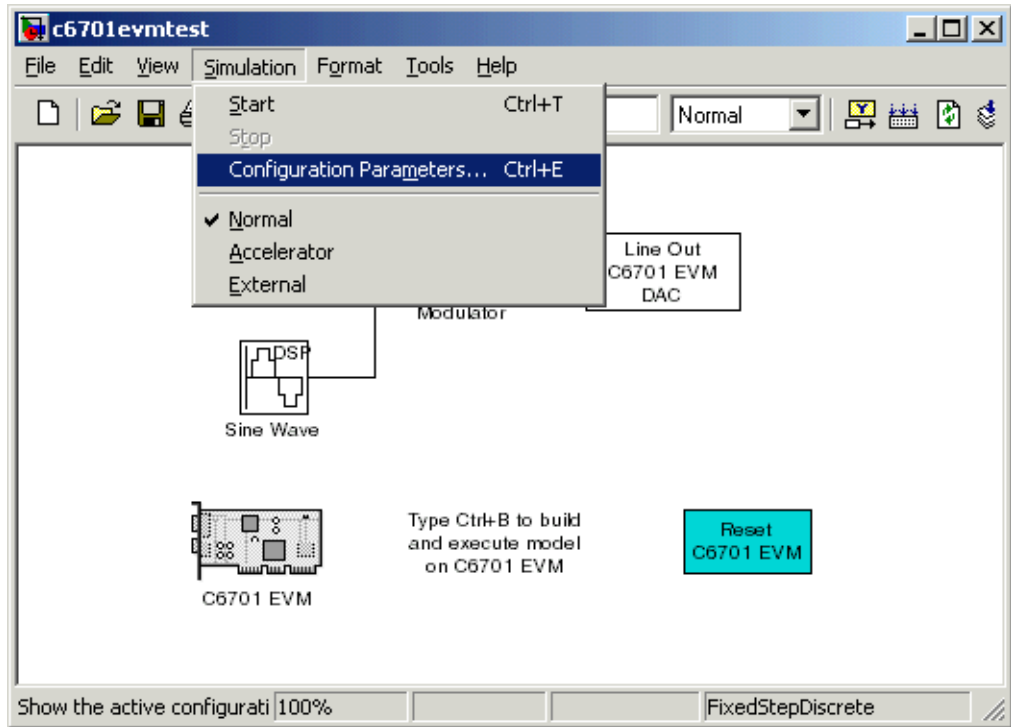 c6701evmtest
File Edit View Simulation Format Tools Help
Normal
Start Ctrl+T
Stop
Configuration Parameters... Ctrl+E
Normal
Accelerator
External
Line Out
C6701 EVM
DAC
Modulator
DSP
Sine Wave
C6701 EVM
Type Ctrl+B to build
and execute model
on C6701 EVM
Reset
C6701 EVM
Show the active configurati 100% FixedStepDiscrete